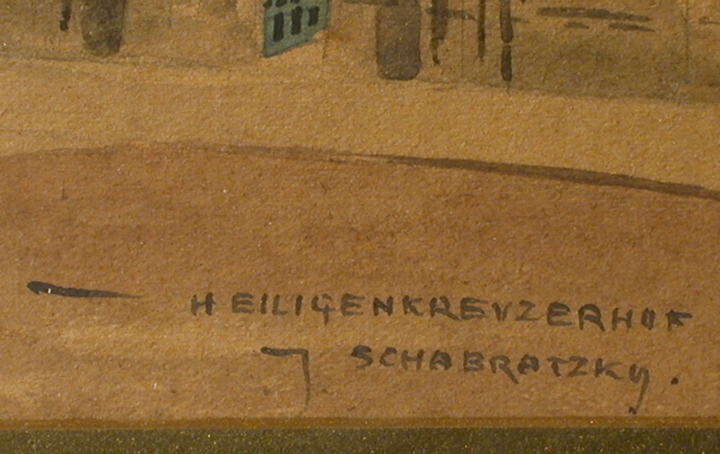 HEILIGENKREVZERHOF
J SCHABRATZKY.